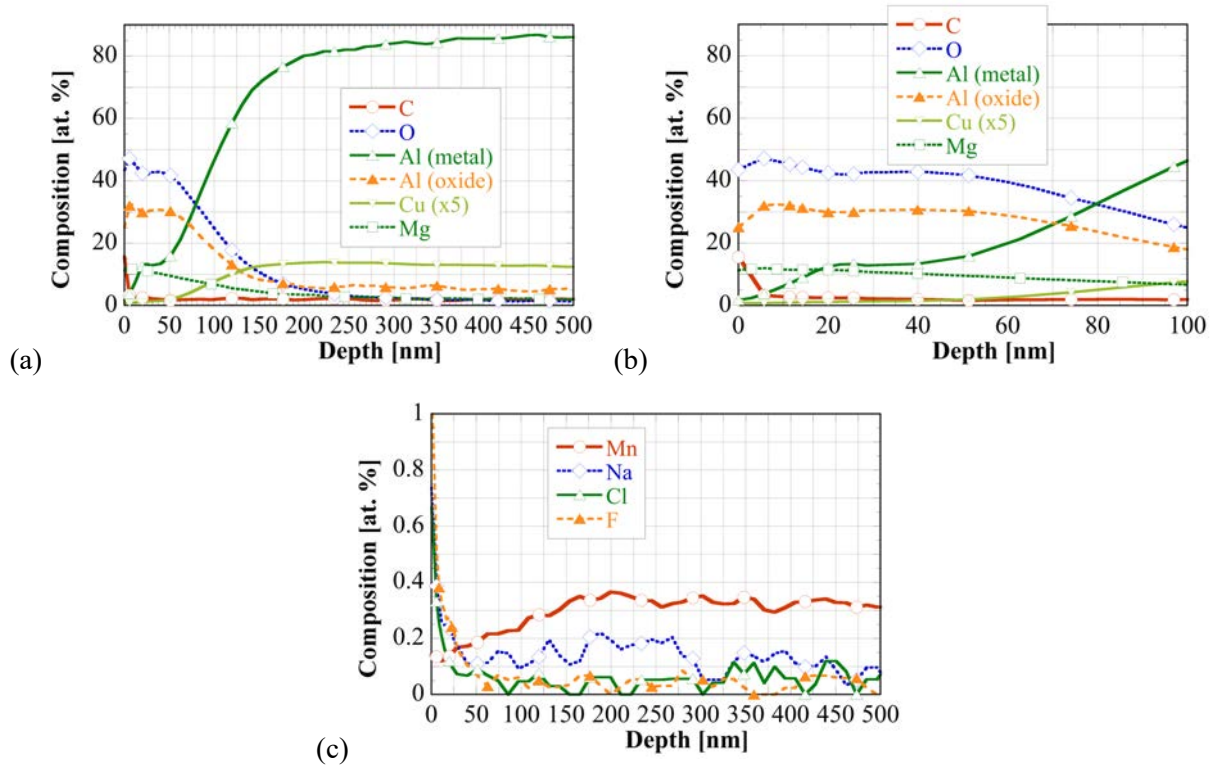 Composition [at. %]
80
60
40
20
0
C
O
Al (metal)
Al (oxide)
Cu (x5)
Mg
0 50 100 150 200 250 300 350 400 450 500
Depth [nm]
(a)
Composition [at. %]
80
60
40
20
0
C
O
Al (metal)
Al (oxide)
Cu (x5)
Mg
0 20 40 60 80 100
Depth [nm]
(b)
Composition [at. %]
1
0.8
0.6
0.4
0.2
0
Mn
Na
Cl
F
0 50 100 150 200 250 300 350 400 450 500
Depth [nm]
(c)